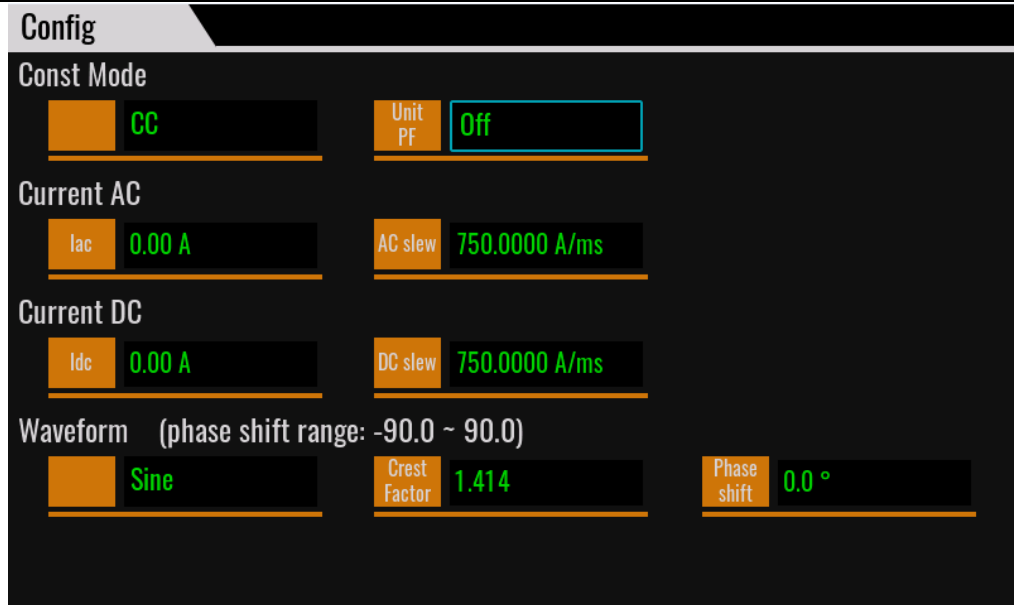 Config
Const Mode
CC
Unit
PF
Off
Current AC
Iac
0.00 A
AC slew
750.0000 A/ms
Current DC
Idc
0.00 A
DC slew
750.0000 A/ms
Waveform (phase shift range: -90.0 ~ 90.0)
Sine
Crest
Factor
1.414
Phase
shift
0.0 °